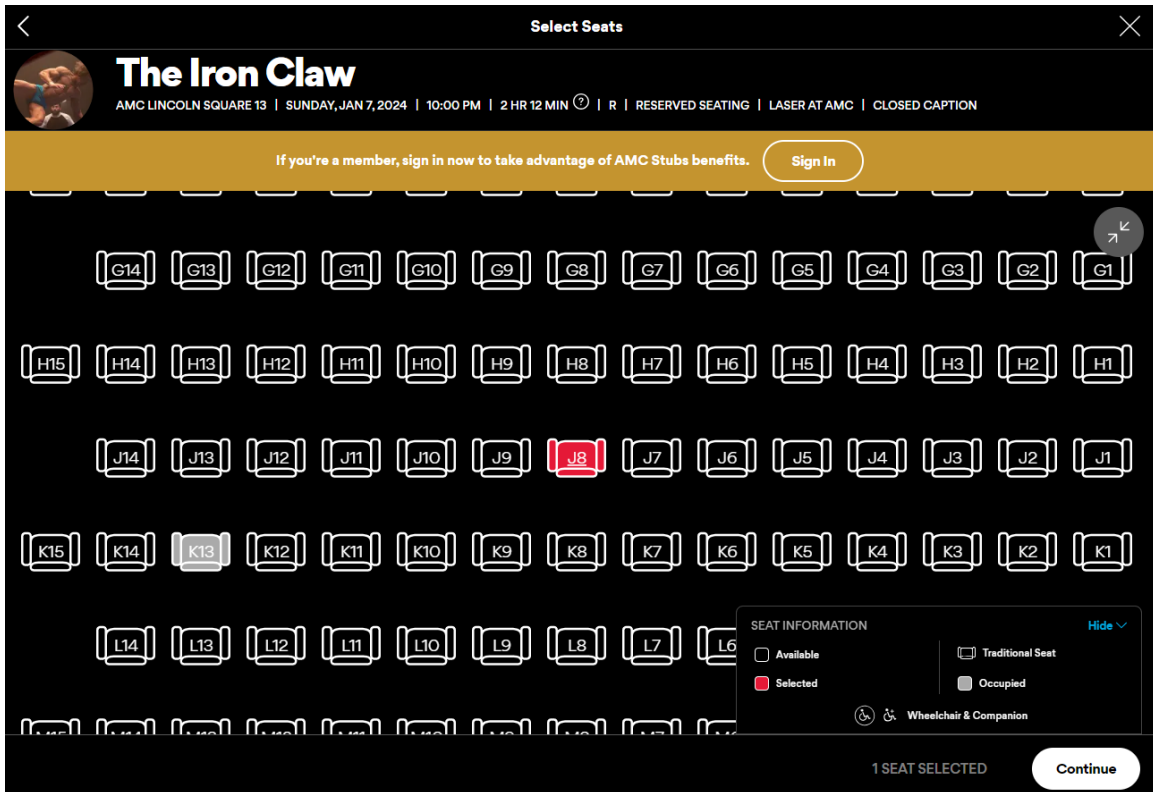 Select Seats
The Iron Claw
AMC LINCOLN SQUARE 13 | SUNDAY, JAN 7, 2024 | 10:00 PM | 2 HR 12 MIN ? | R | RESERVED SEATING | LASER AT AMC | CLOSED CAPTION
If you're a member, sign in now to take advantage of AMC Stubs benefits. Sign In
G14 G13 G12 G11 G10 G9 G8 G7 G6 G5 G4 G3 G2 G1
H15 H14 H13 H12 H11 H10 H9 H8 H7 H6 H5 H4 H3 H2 H1
J14 J13 J12 J11 J10 J9 J8 J7 J6 J5 J4 J3 J2 J1
K15 K14 K13 K12 K11 K10 K9 K8 K7 K6 K5 K4 K3 K2 K1
L14 L13 L12 L11 L10 L9 L8 L7 L6
SEAT INFORMATION Hide
Available Traditional Seat
Selected Occupied
Wheelchair & Companion
1 SEAT SELECTED Continue